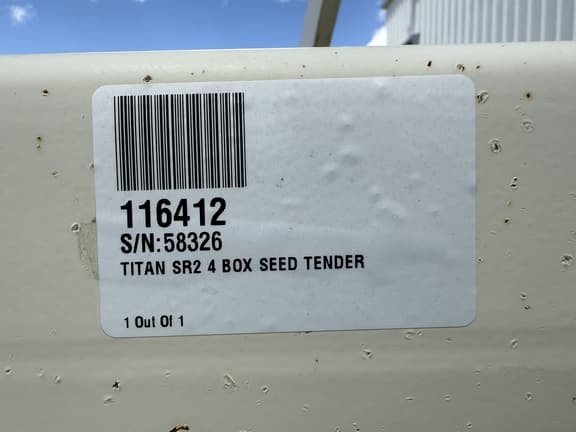 116412
S/N:58326
TITAN SR2 4 BOX SEED TENDER
1 Out Of 1